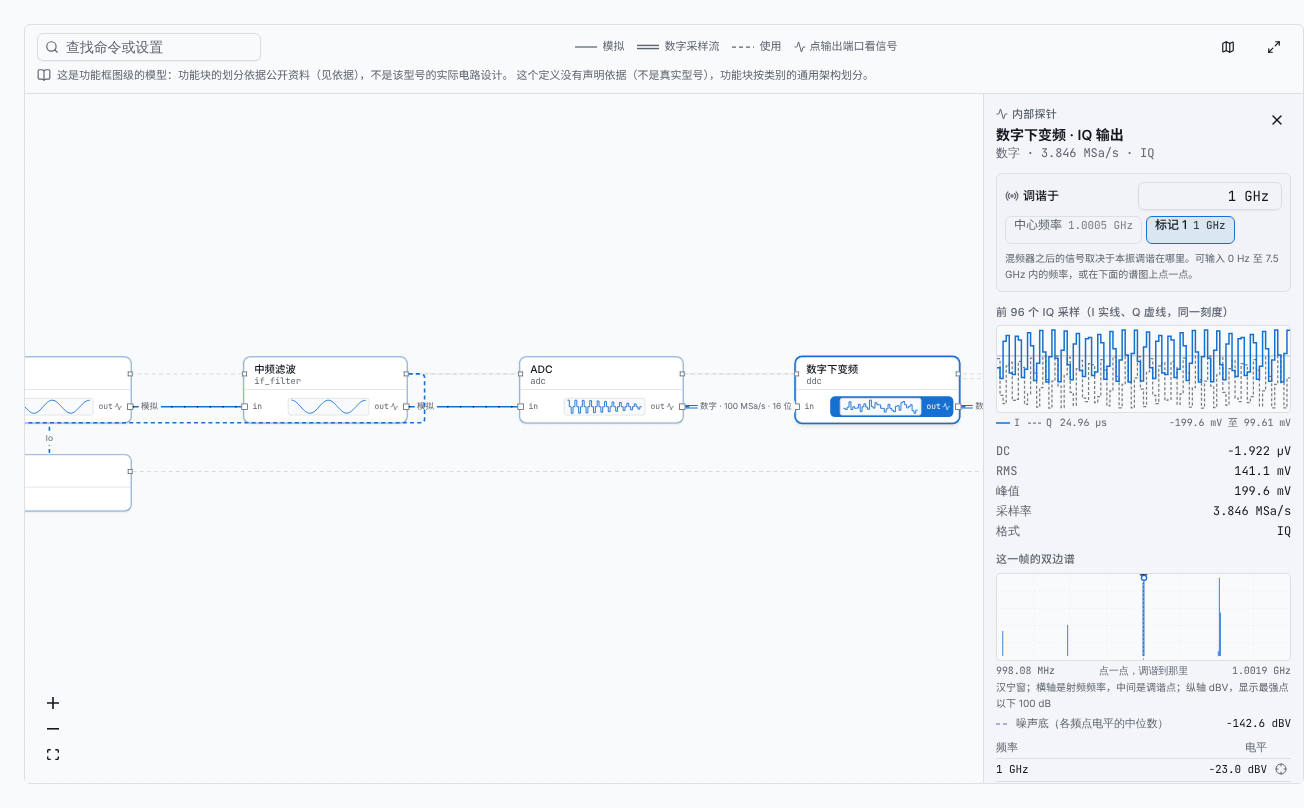 查找命令或设置
模拟 数字采样流 使用 点输出端口看信号
这是功能框图级的模型：功能块的划分依据公开资料（见依据），不是该型号的实际电路设计。 这个定义没有声明依据（不是真实型号），功能块按类别的通用架构划分。
out 模拟
lo
中频滤波
if_filter
in out 模拟
ADC
adc
in out 数字 · 100 MSa/s · 16 位
数字下变频
ddc
in out 数
内部探针
数字下变频 · IQ 输出
数字 · 3.846 MSa/s · IQ
调谐于 1 GHz
中心频率 1.0005 GHz 标记 1 1 GHz
混频器之后的信号取决于本振调谐在哪里。可输入 0 Hz 至 7.5
GHz 内的频率，或在下面的谱图上点一点。
前 96 个 IQ 采样（I 实线、Q 虚线，同一刻度）
I Q 24.96 µs -199.6 mV 至 99.61 mV
DC -1.922 µV
RMS 141.1 mV
峰值 199.6 mV
采样率 3.846 MSa/s
格式 IQ
这一帧的双边谱
998.08 MHz 点一点，调谐到那里 1.0019 GHz
汉宁窗；横轴是射频频率，中间是调谐点；纵轴 dBV，显示最强点
以下 100 dB
噪声底（各频点电平的中位数） -142.6 dBV
频率 电平
1 GHz -23.0 dBV